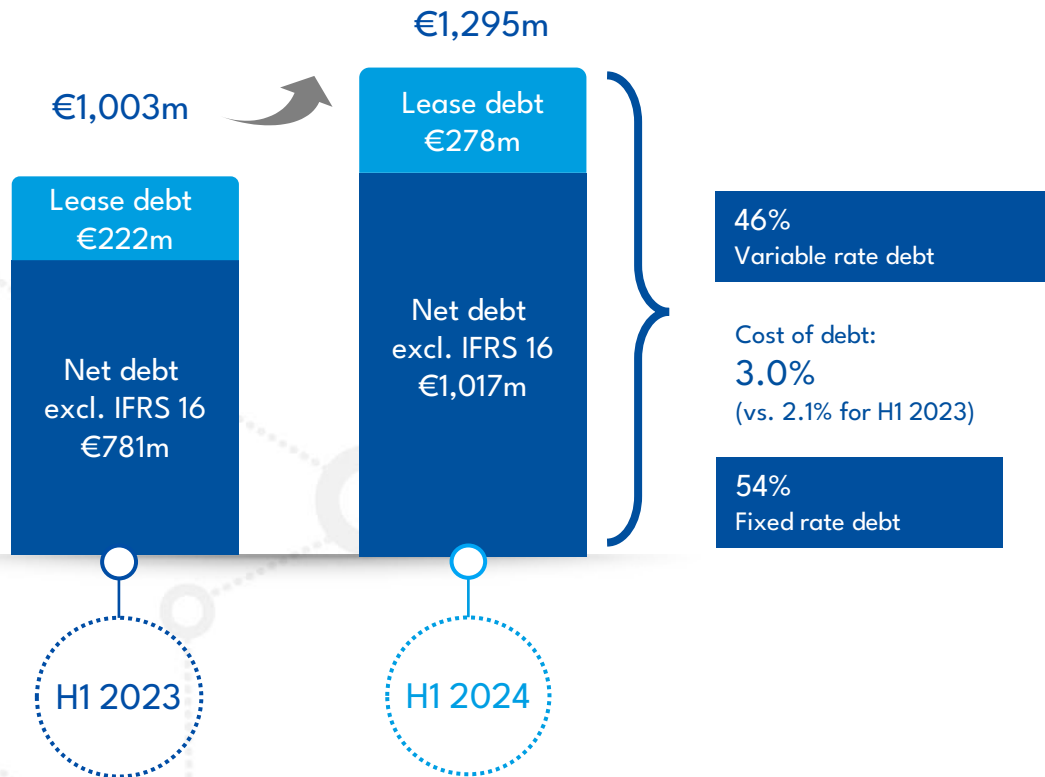 €1,003m
€1,295m
Lease debt
€222m
Net debt
excl. IFRS 16
€781m
Lease debt
€278m
Net debt
excl. IFRS 16
€1,017m
46%
Variable rate debt
Cost of debt:
3.0%
(vs. 2.1% for H1 2023)
54%
Fixed rate debt
H1 2023
H1 2024